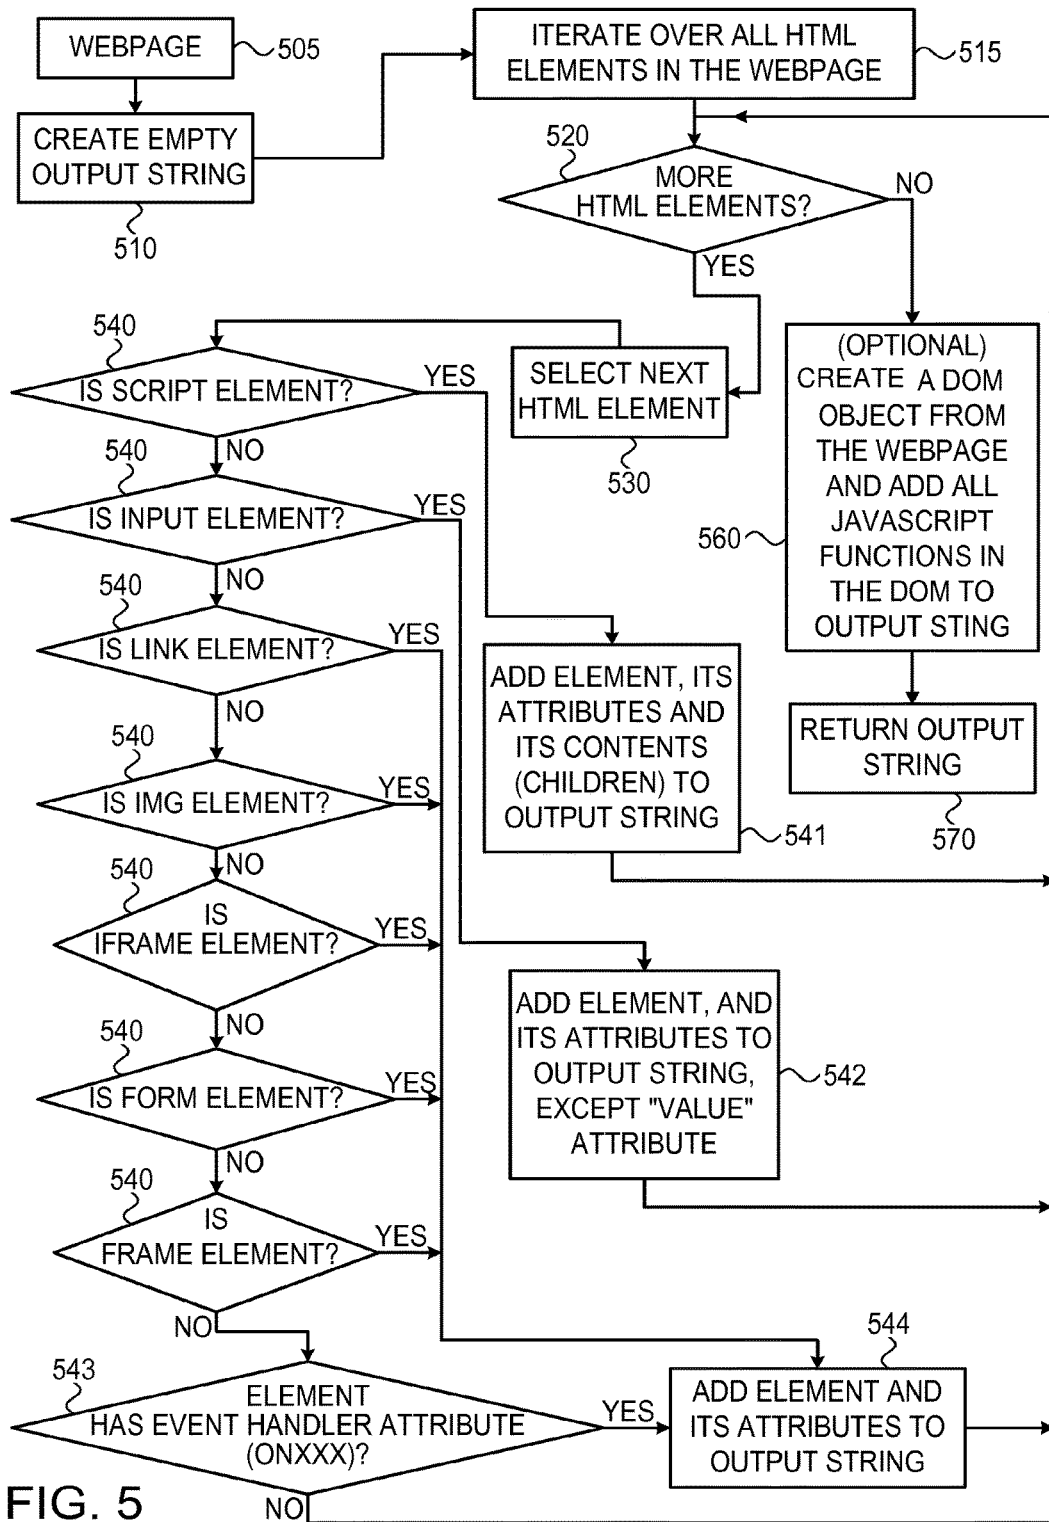 WEBPAGE
505
CREATE EMPTY
OUTPUT STRING
510
ITERATE OVER ALL HTML
ELEMENTS IN THE WEBPAGE
515
520
MORE
HTML ELEMENTS?
NO
YES
SELECT NEXT
HTML ELEMENT
530
(OPTIONAL)
CREATE A DOM
OBJECT FROM
THE WEBPAGE
AND ADD ALL
JAVASCRIPT
FUNCTIONS IN
THE DOM TO
OUTPUT STING
560
RETURN OUTPUT
STRING
570
540
IS SCRIPT ELEMENT?
YES
NO
540
IS INPUT ELEMENT?
YES
NO
540
IS LINK ELEMENT?
YES
NO
540
IS IMG ELEMENT?
YES
NO
540
IS
IFRAME ELEMENT?
YES
NO
540
IS FORM ELEMENT?
YES
NO
540
IS
FRAME ELEMENT?
YES
NO
ADD ELEMENT, ITS
ATTRIBUTES AND
ITS CONTENTS
(CHILDREN) TO
OUTPUT STRING
541
ADD ELEMENT, AND
ITS ATTRIBUTES TO
OUTPUT STRING,
EXCEPT "VALUE"
ATTRIBUTE
542
543
ELEMENT
HAS EVENT HANDLER ATTRIBUTE
(ONXXX)?
YES
NO
544
ADD ELEMENT AND
ITS ATTRIBUTES TO
OUTPUT STRING
FIG. 5